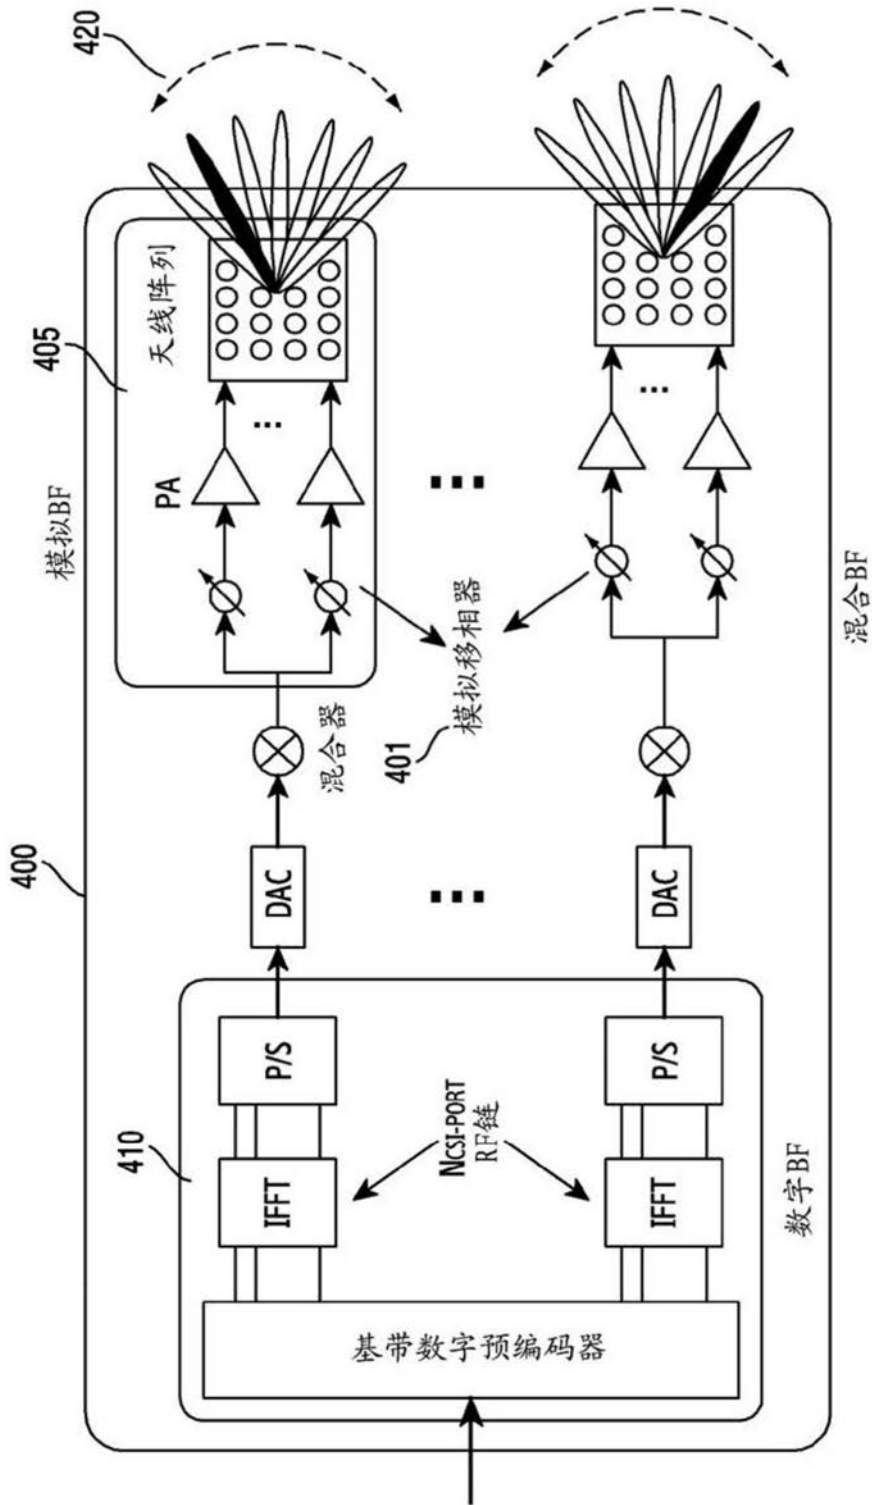 400
模拟BF
405
420
410
基带数字预编码器
IFFT
P/S
DAC
混合器
PA
天线阵列
...
NCSI-PORT
RF链
...
401
模拟移相器
...
IFFT
P/S
DAC
...
数字BF
混合BF